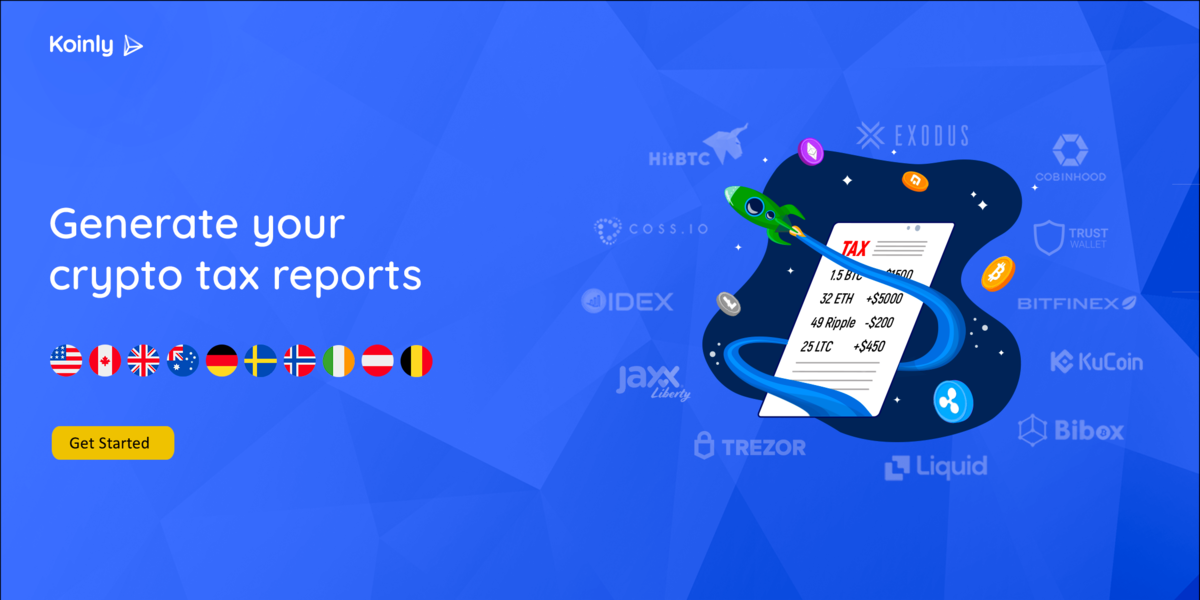 Koinly
Generate your
crypto tax reports
Get Started
HitBTC
EXODUS
COBINHOOD
COSS.IO
TRUST
WALLET
IDEX
BITFINEX
KuCoin
jaxx
Liberty
Bibox
TREZOR
Liquid
TAX
1.5 BTC +$1500
32 ETH +$5000
49 Ripple -$200
25 LTC +$450